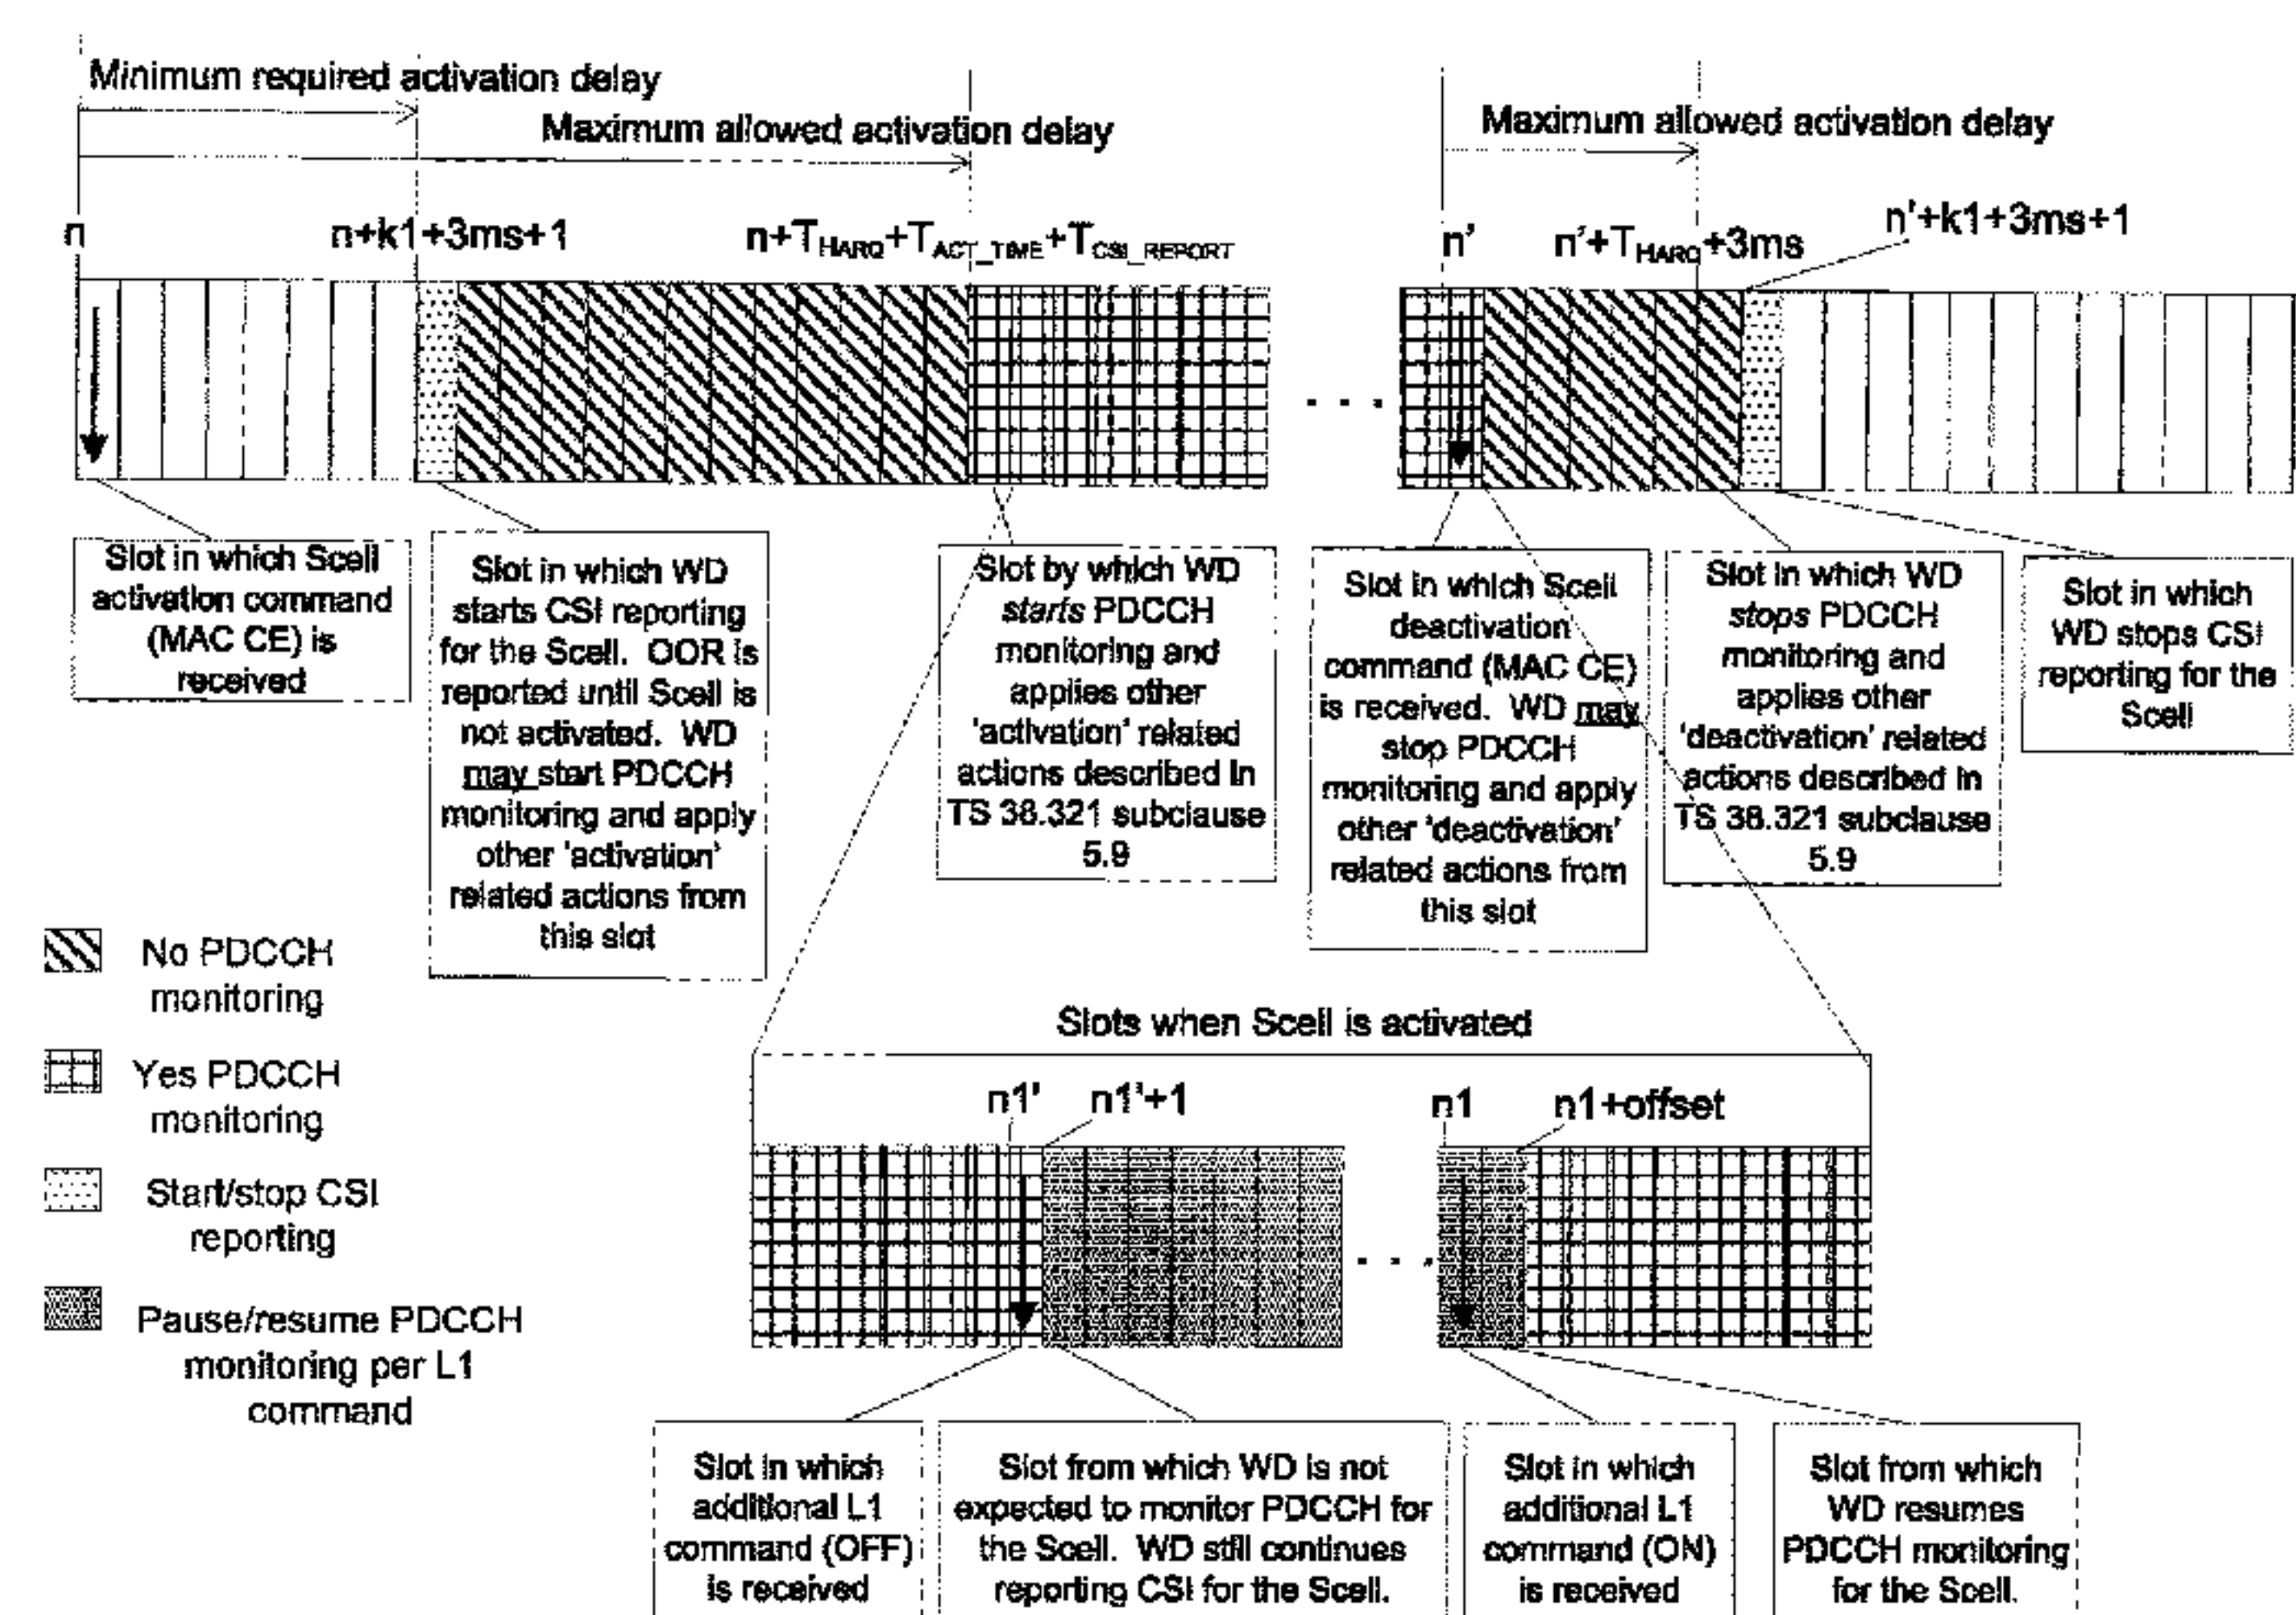 Minimum required activation delay
Maximum allowed activation delay
Maximum allowed activation delay
n
n+k1+3ms+1
n+THARQ+TACT_TIME+TCSI_REPORT
n'
n'+THARQ+3ms
n'+k1+3ms+1
. . .
Slot in which Scell
activation command
(MAC CE) is
received
Slot in which WD
starts CSI reporting
for the Scell. OOR is
reported until Scell is
not activated. WD
may start PDCCH
monitoring and apply
other 'activation'
related actions from
this slot
Slot by which WD
starts PDCCH
monitoring and
applies other
'activation' related
actions described in
TS 38.321 subclause
5.9
Slot in which Scell
deactivation
command (MAC CE)
is received. WD may
stop PDCCH
monitoring and apply
other 'deactivation'
related actions from
this slot
Slot in which WD
stops PDCCH
monitoring and
applies other
'deactivation' related
actions described in
TS 38.321 subclause
5.9
Slot in which
WD stops CSI
reporting for the
Scell
No PDCCH
monitoring
Yes PDCCH
monitoring
Start/stop CSI
reporting
Pause/resume PDCCH
monitoring per L1
command
Slots when Scell is activated
n1'
n1'+1
n1
n1+offset
. . .
Slot in which
additional L1
command (OFF)
is received
Slot from which WD is not
expected to monitor PDCCH for
the Scell. WD still continues
reporting CSI for the Scell.
Slot in which
additional L1
command (ON)
is received
Slot from which
WD resumes
PDCCH monitoring
for the Scell.